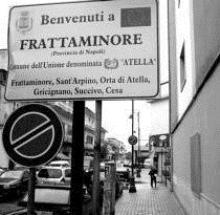 Benvenuti a
FRATTAMINORE
(Provincia di Napoli)
Comune dell'Unione denominata "ATELLA"
Frattaminore, Sant'Arpino, Orta di Atella,
Gricignano, Succivo, Cesa